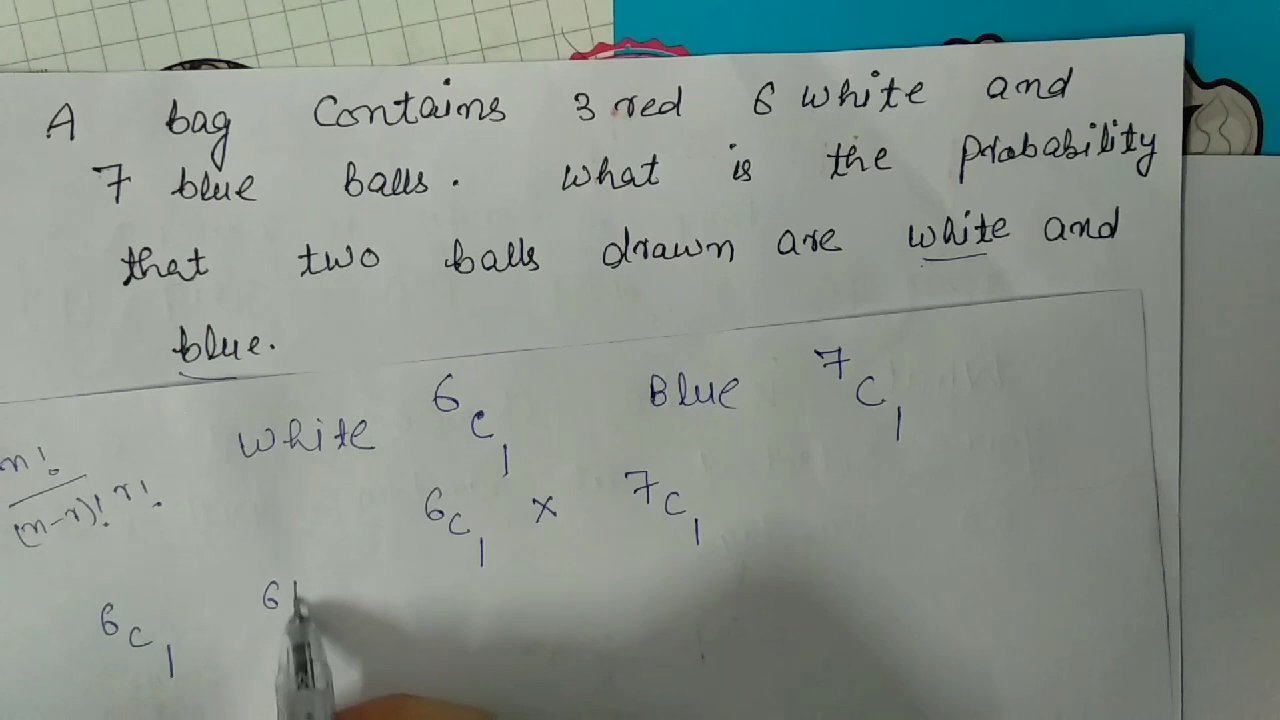 A bag Contains 3 red 6 white and
7 blue balls. What is the probability
that two balls drawn are white and
blue.
White ⁶C₁ Blue ⁷C₁
n!/(n-r)! r!
⁶C₁ × ⁷C₁
⁶C₁ 6!